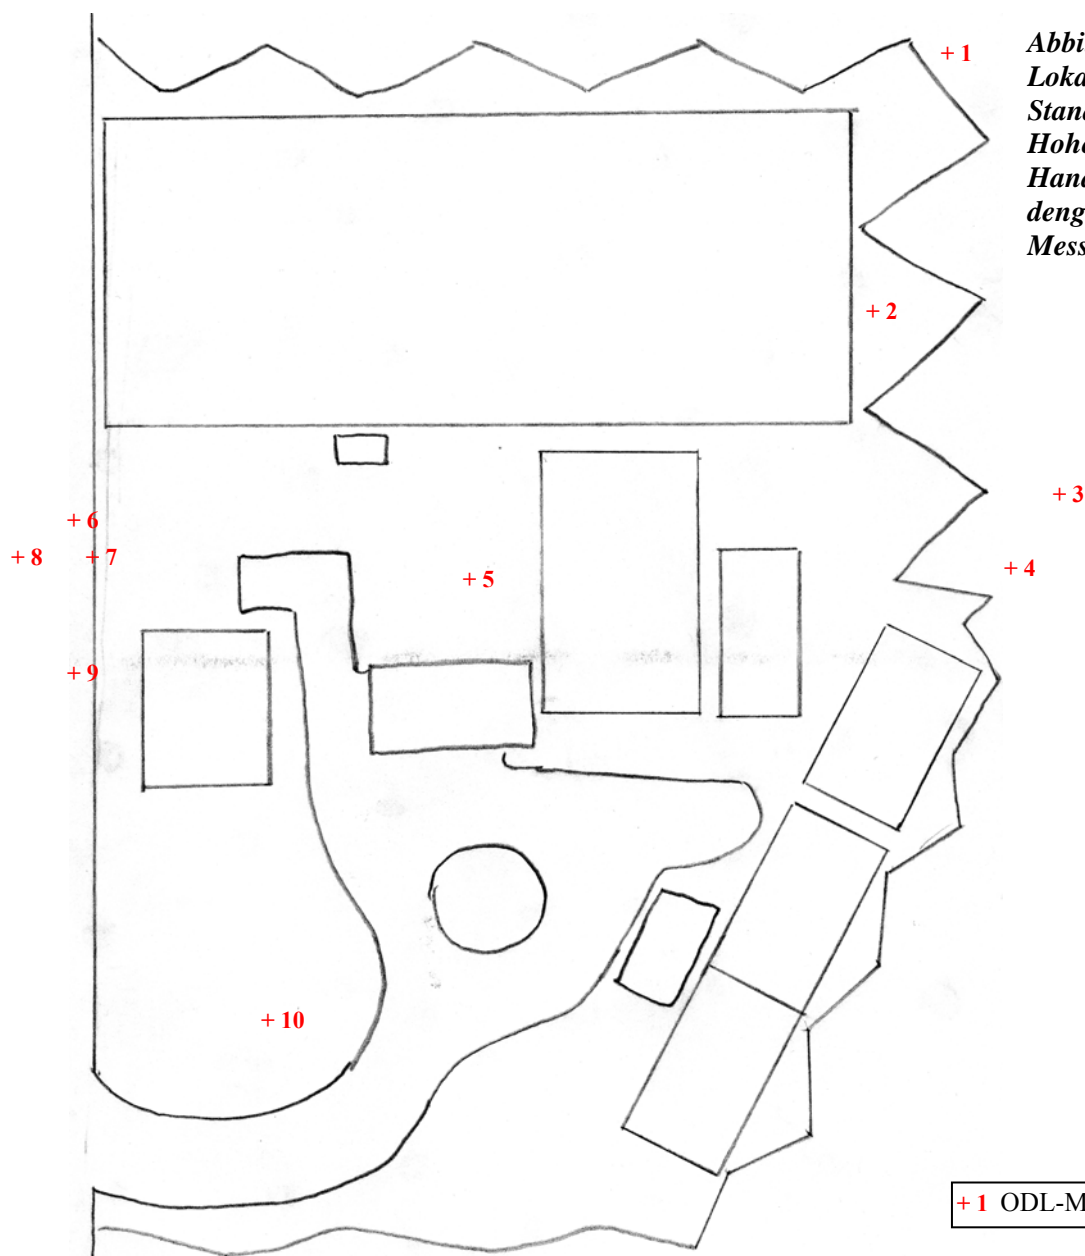 + 1
Abbi
Loka
Stand
Hohe
Hand
deng
Mess
+ 2
+ 3
+ 6
+ 8
+ 7
+ 5
+ 4
+ 9
+ 10
+ 1 ODL-M